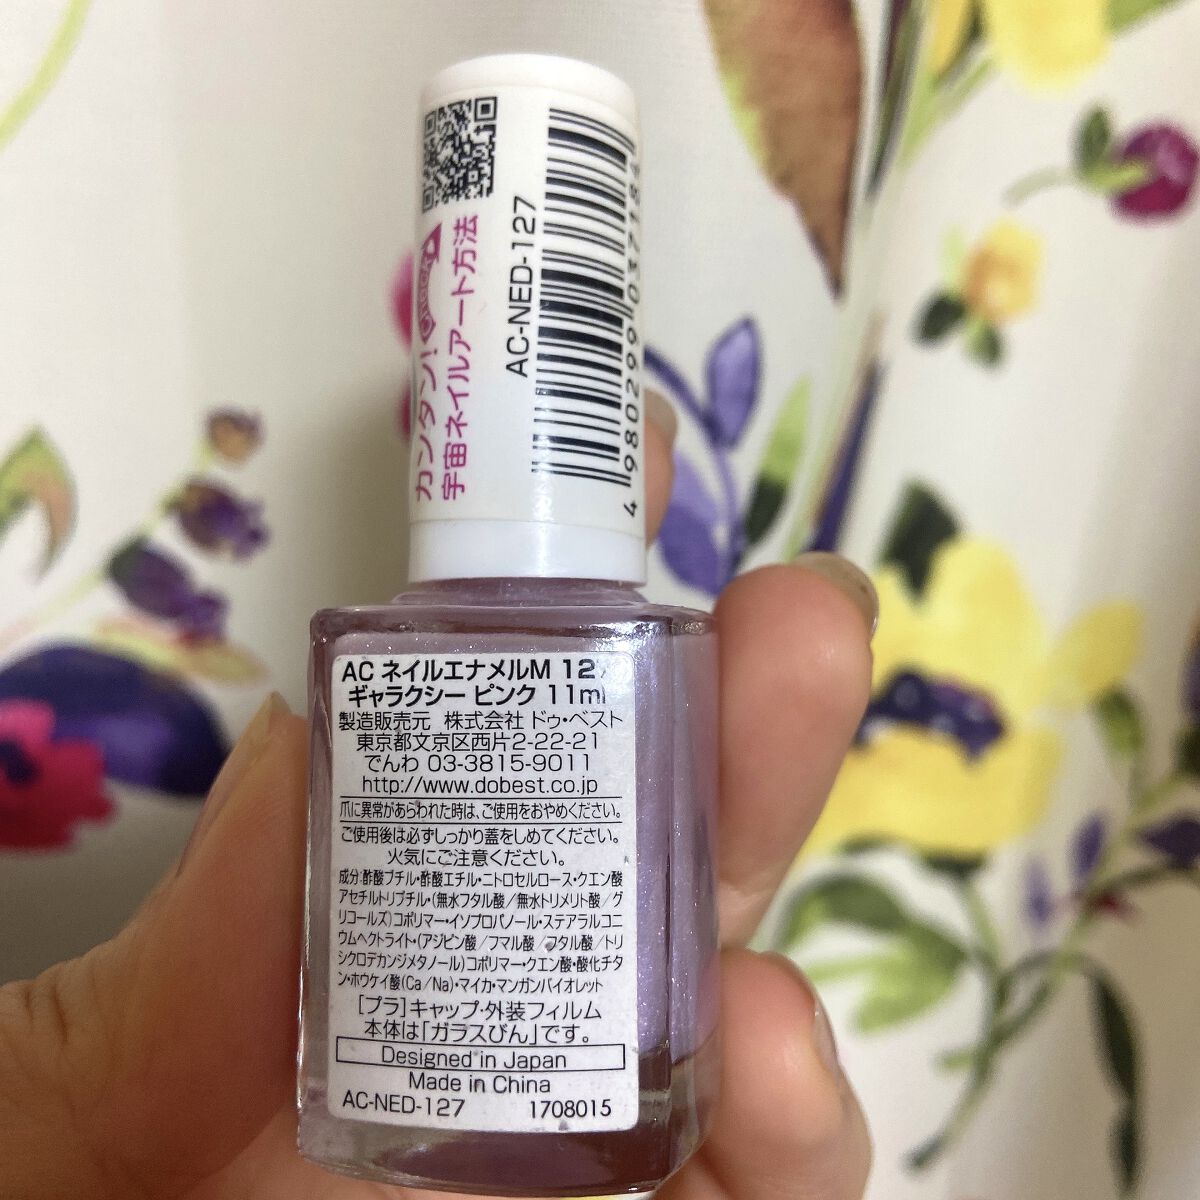 カンタン! Check
宇宙ネイルアート方法
AC-NED-127
4 980299 037184
AC ネイルエナメルM 127
ギャラクシー ピンク 11ml
製造販売元 株式会社 ドゥ・ベスト
東京都文京区西片2-22-21
でんわ 03-3815-9011
http://www.dobest.co.jp
爪に異常があらわれた時は、ご使用をおやめください。
ご使用後は必ずしっかり蓋をしめてください。
火気にご注意ください。
成分:酢酸ブチル・酢酸エチル・ニトロセルロース・クエン酸
アセチルトリブチル・(無水フタル酸/無水トリメリト酸/グ
リコールズ)コポリマー・イソプロパノール・ステアラルコニ
ウムヘクトライト・(アジピン酸/フマル酸/フタル酸/トリ
シクロデカンジメタノール)コポリマー・クエン酸・酸化チタ
ン・ホウケイ酸(Ca/Na)・マイカ・マンガンバイオレット
[プラ]キャップ・外装フィルム
本体は「ガラスびん」です。
Designed in Japan
Made in China
AC-NED-127 1708015